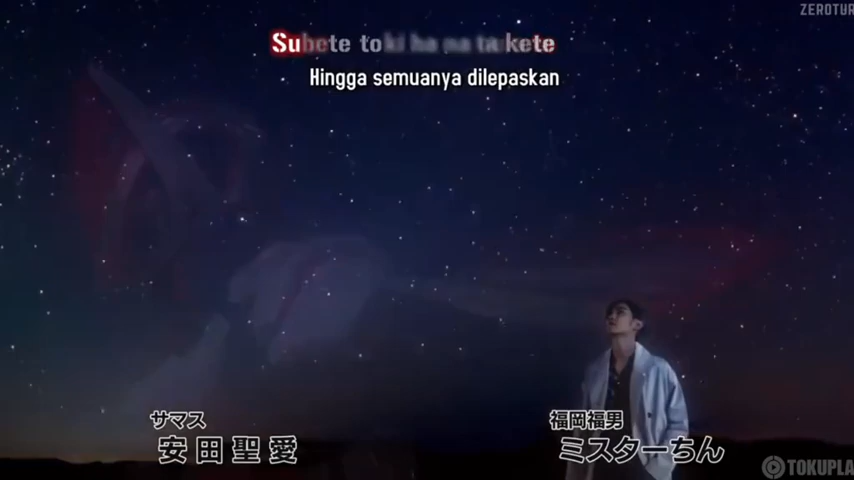 ZEROTUR
Subete toki ha na ta kete
Hingga semuanya dilepaskan
サマス
安田聖愛
福岡福男
ミスターちん
TOKUPLA